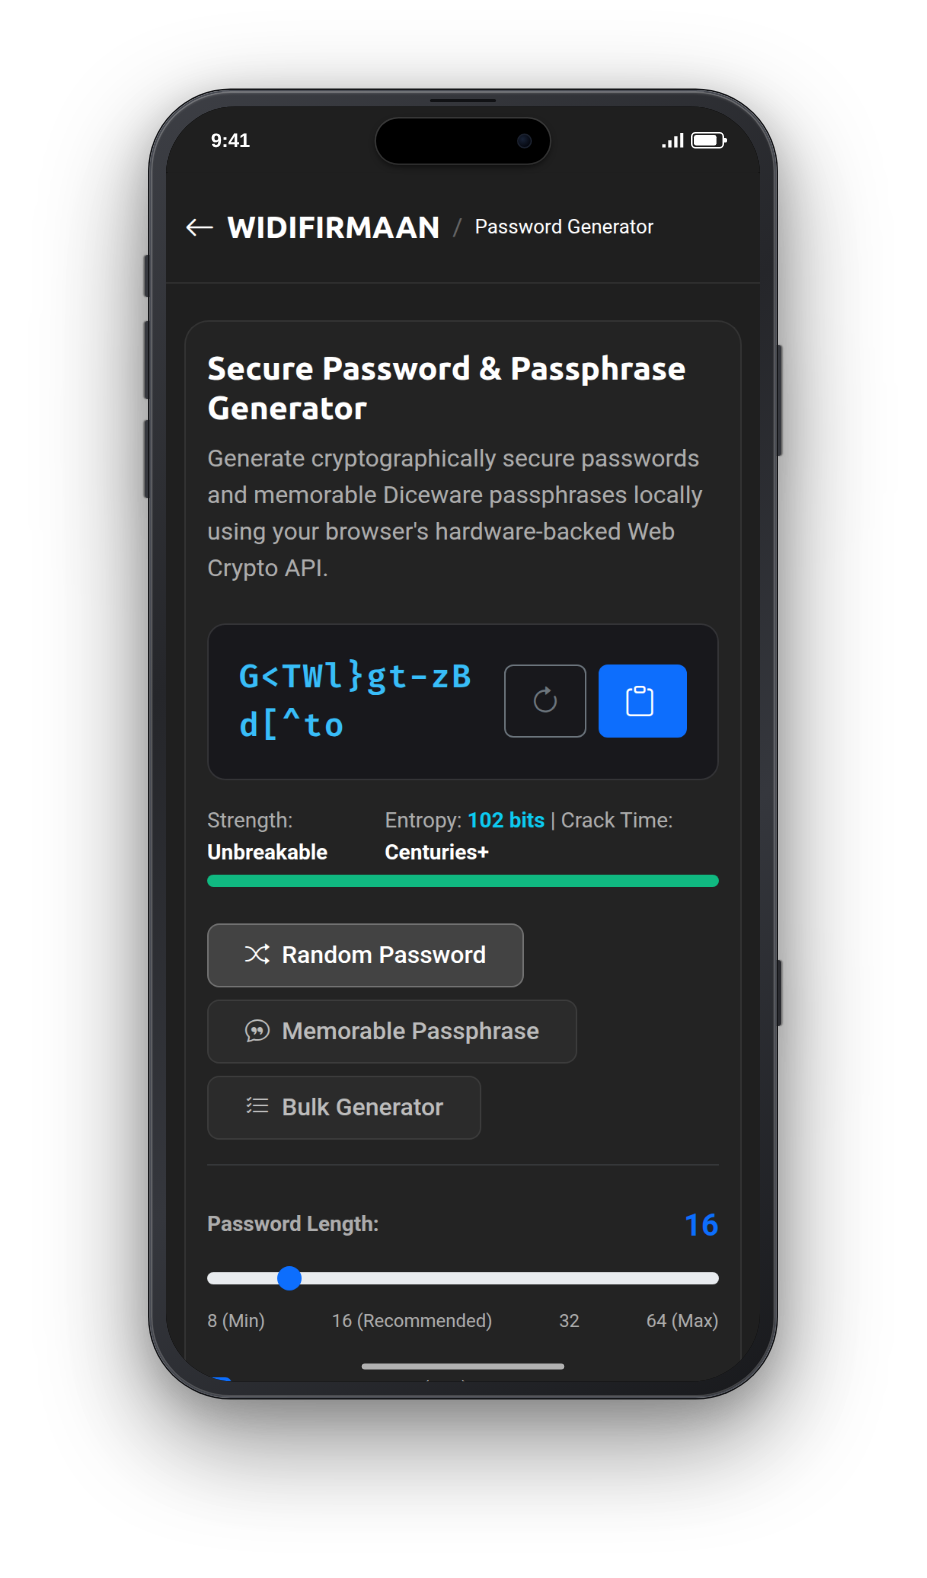 9:41
WIDIFIRMAAN / Password Generator
Secure Password & Passphrase
Generator
Generate cryptographically secure passwords
and memorable Diceware passphrases locally
using your browser's hardware-backed Web
Crypto API.
G<TWl}gt-zB
d[^to
Strength: Entropy: 102 bits | Crack Time:
Unbreakable Centuries+
Random Password
Memorable Passphrase
Bulk Generator
Password Length: 16
8 (Min) 16 (Recommended) 32 64 (Max)